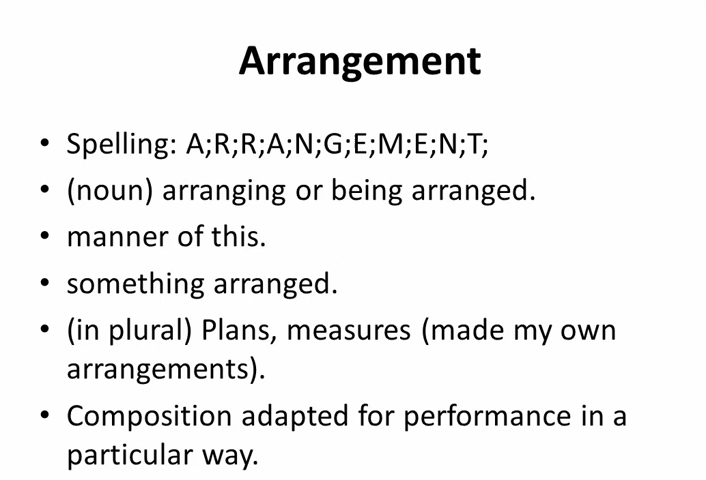 Arrangement
• Spelling: A;R;R;A;N;G;E;M;E;N;T;
• (noun) arranging or being arranged.
• manner of this.
• something arranged.
• (in plural) Plans, measures (made my own
arrangements).
• Composition adapted for performance in a
particular way.